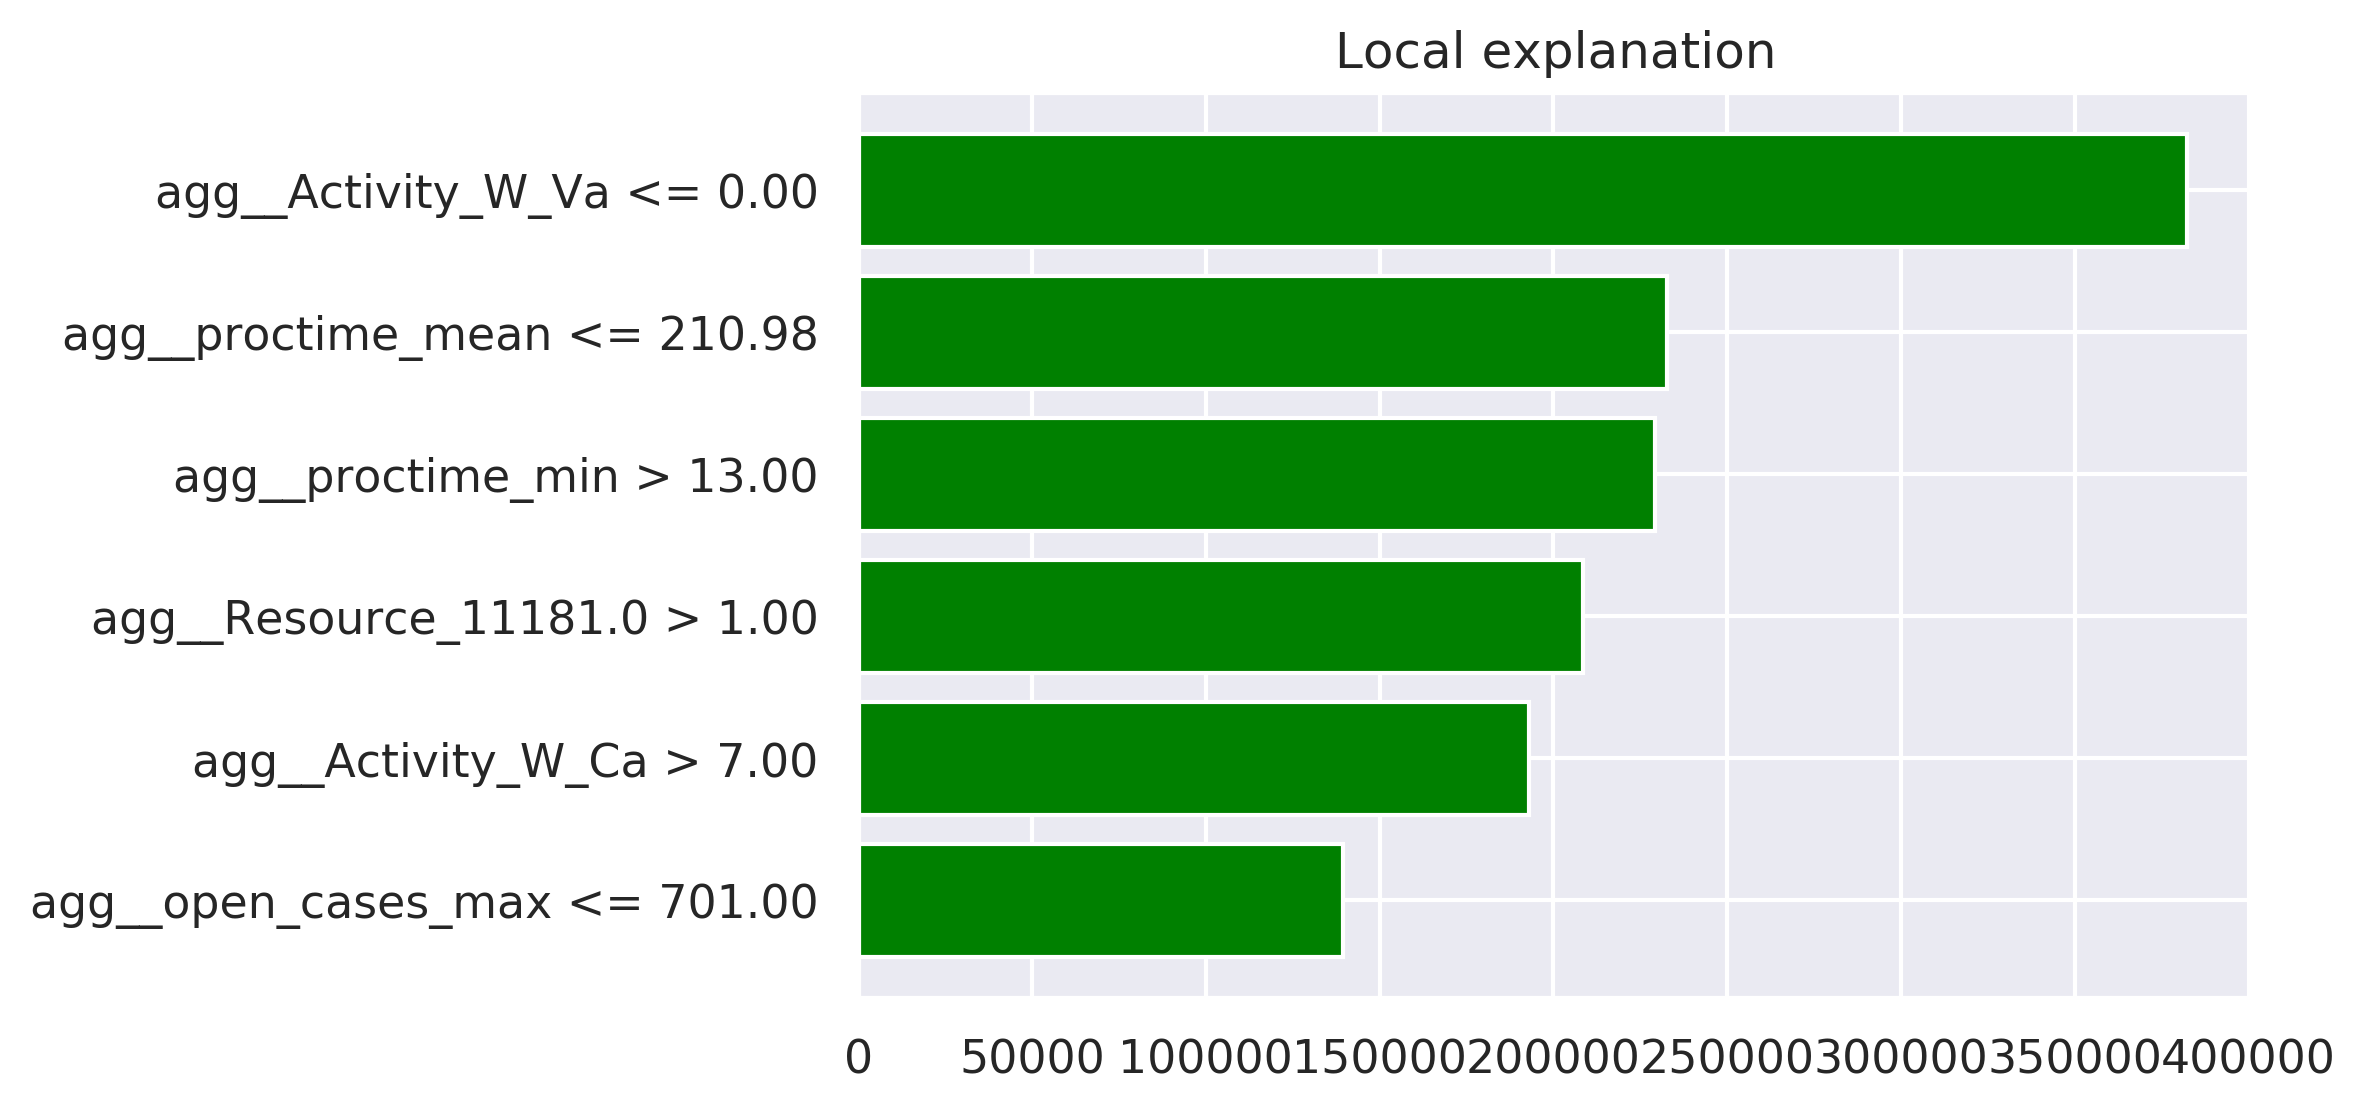 Local explanation
agg__Activity_W_Va <= 0.00
agg__proctime_mean <= 210.98
agg__proctime_min > 13.00
agg__Resource_11181.0 > 1.00
agg__Activity_W_Ca > 7.00
agg__open_cases_max <= 701.00
0 50000 100000 150000 200000 250000 300000 350000 400000